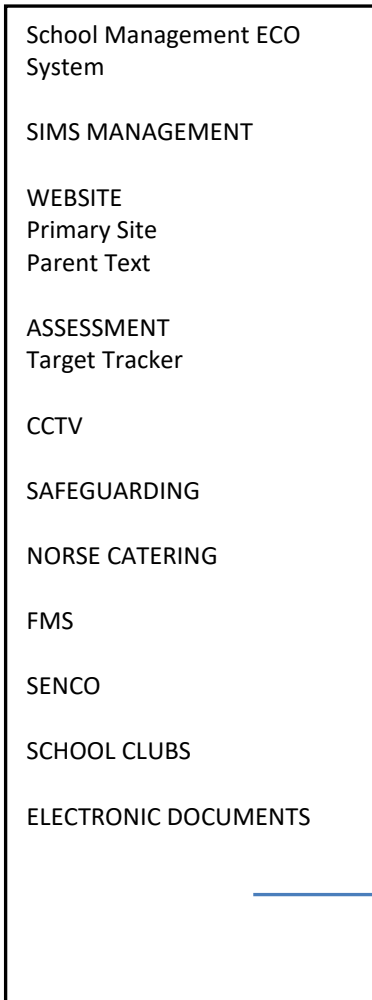 School Management ECO
System
SIMS MANAGEMENT
WEBSITE
Primary Site
Parent Text
ASSESSMENT
Target Tracker
CCTV
SAFEGUARDING
NORSE CATERING
FMS
SENCO
SCHOOL CLUBS
ELECTRONIC DOCUMENTS